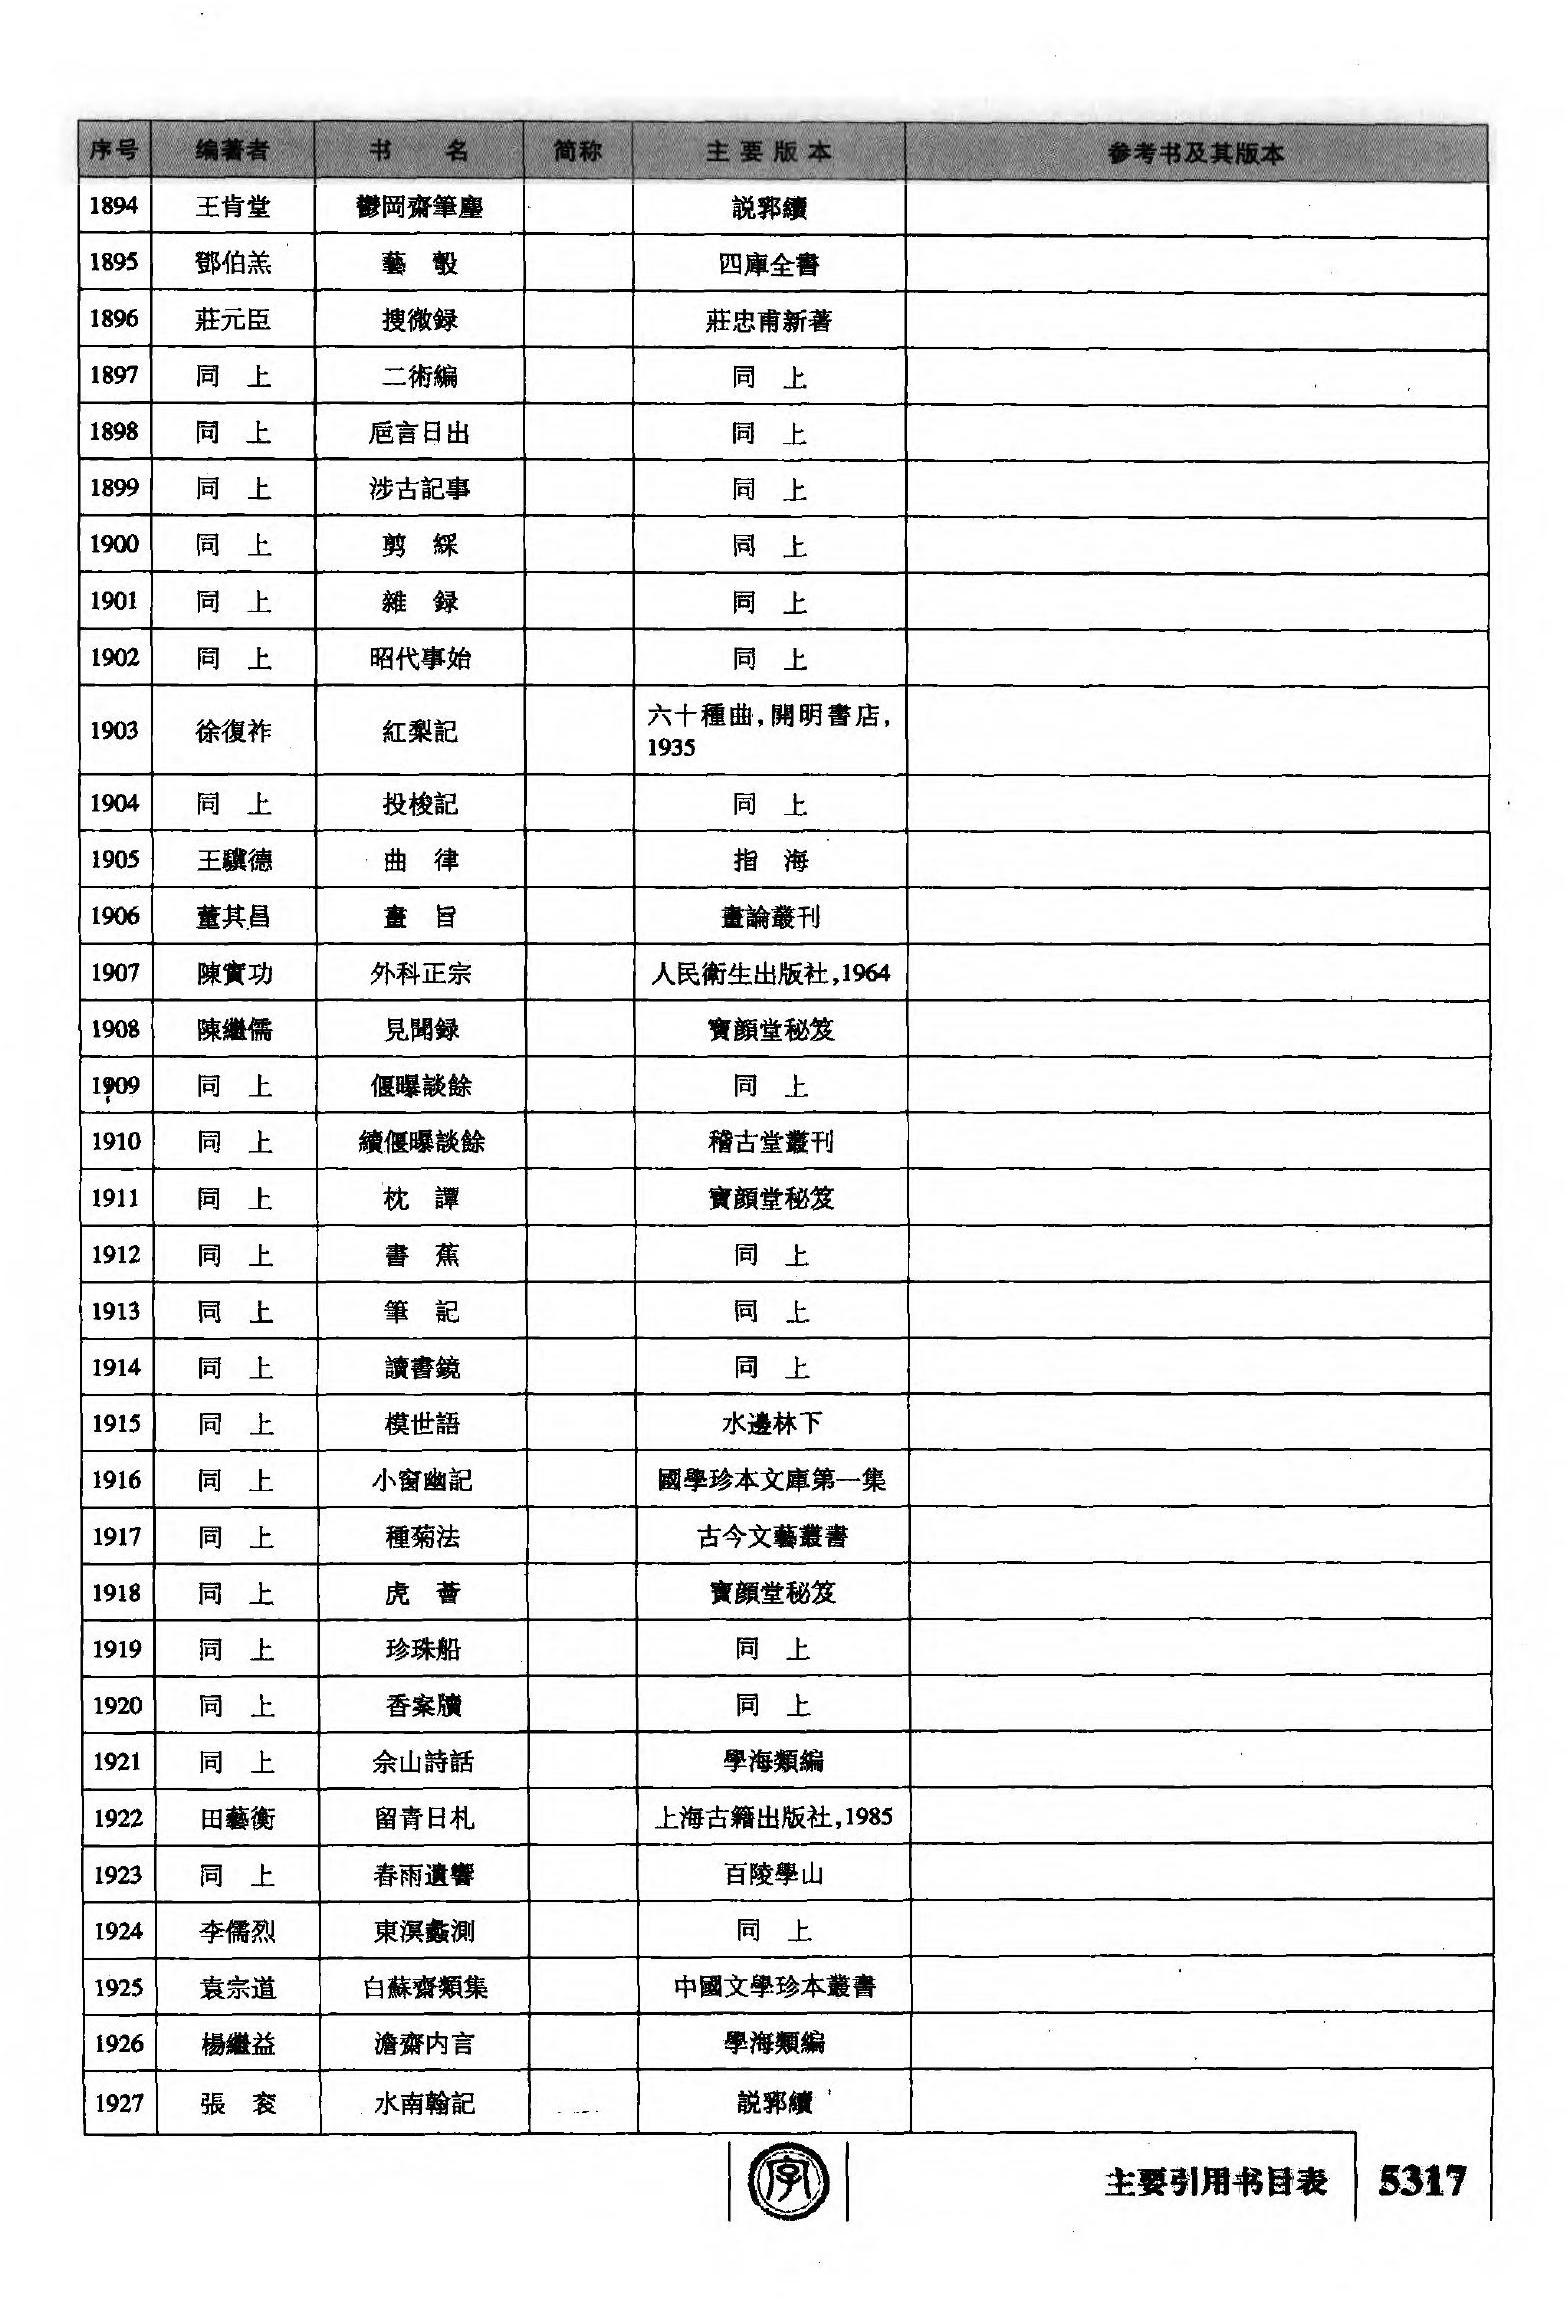 序号 编著者 书 名 简称 主要版本 参考书及其版本
1894 王肯堂 鬱岡齋筆塵 説郛續
1895 鄧伯羔 藝彀 四庫全書
1896 莊元臣 搜微録 莊忠甫新著
1897 同上 二術編 同上
1898 同上 巵言日出 同上
1899 同上 涉古記事 同上
1900 同上 剪綵 同上
1901 同上 雜録 同上
1902 同上 昭代事始 同上
1903 徐復祚 紅梨記 六十種曲,開明書店,
1935
1904 同上 投梭記 同上
1905 王驥德 曲律 指海
1906 董其昌 畫旨 畫論叢刊
1907 陳實功 外科正宗 人民衛生出版社,1964
1908 陳繼儒 見聞録 寶顔堂秘笈
1909 同上 偃曝談餘 同上
1910 同上 續偃曝談餘 稽古堂叢刊
1911 同上 枕譚 寶顔堂秘笈
1912 同上 書蕉 同上
1913 同上 筆記 同上
1914 同上 讀書鏡 同上
1915 同上 模世語 水邊林下
1916 同上 小窗幽記 國學珍本文庫第一集
1917 同上 種菊法 古今文藝叢書
1918 同上 虎薈 寶顔堂秘笈
1919 同上 珍珠船 同上
1920 同上 香案牘 同上
1921 同上 佘山詩話 學海類編
1922 田藝衡 留青日札 上海古籍出版社,1985
1923 同上 春雨遺響 百陵學山
1924 李儒烈 東溟蠡測 同上
1925 袁宗道 白蘇齋類集 中國文學珍本叢書
1926 楊繼益 澹齋内言 學海類編
1927 張衮 水南翰記 説郛續
字
主要引用书目表 5317